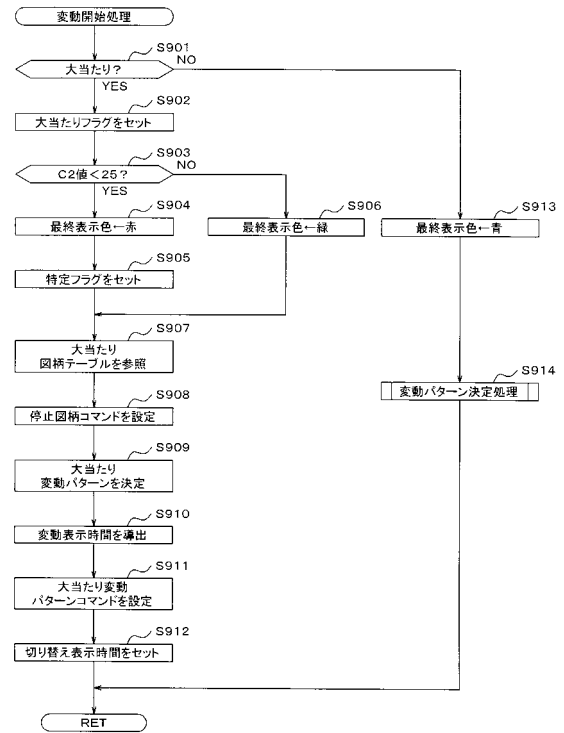 変動開始処理
S901
大当たり?
NO
YES
S902
大当たりフラグをセット
S903
C2値<25?
NO
YES
S904
最終表示色←赤
S906
最終表示色←緑
S913
最終表示色←青
S905
特定フラグをセット
S907
大当たり
図柄テーブルを参照
S914
変動パターン決定処理
S908
停止図柄コマンドを設定
S909
大当たり
変動パターンを決定
S910
変動表示時間を導出
S911
大当たり変動
パターンコマンドを設定
S912
切り替え表示時間をセット
RET